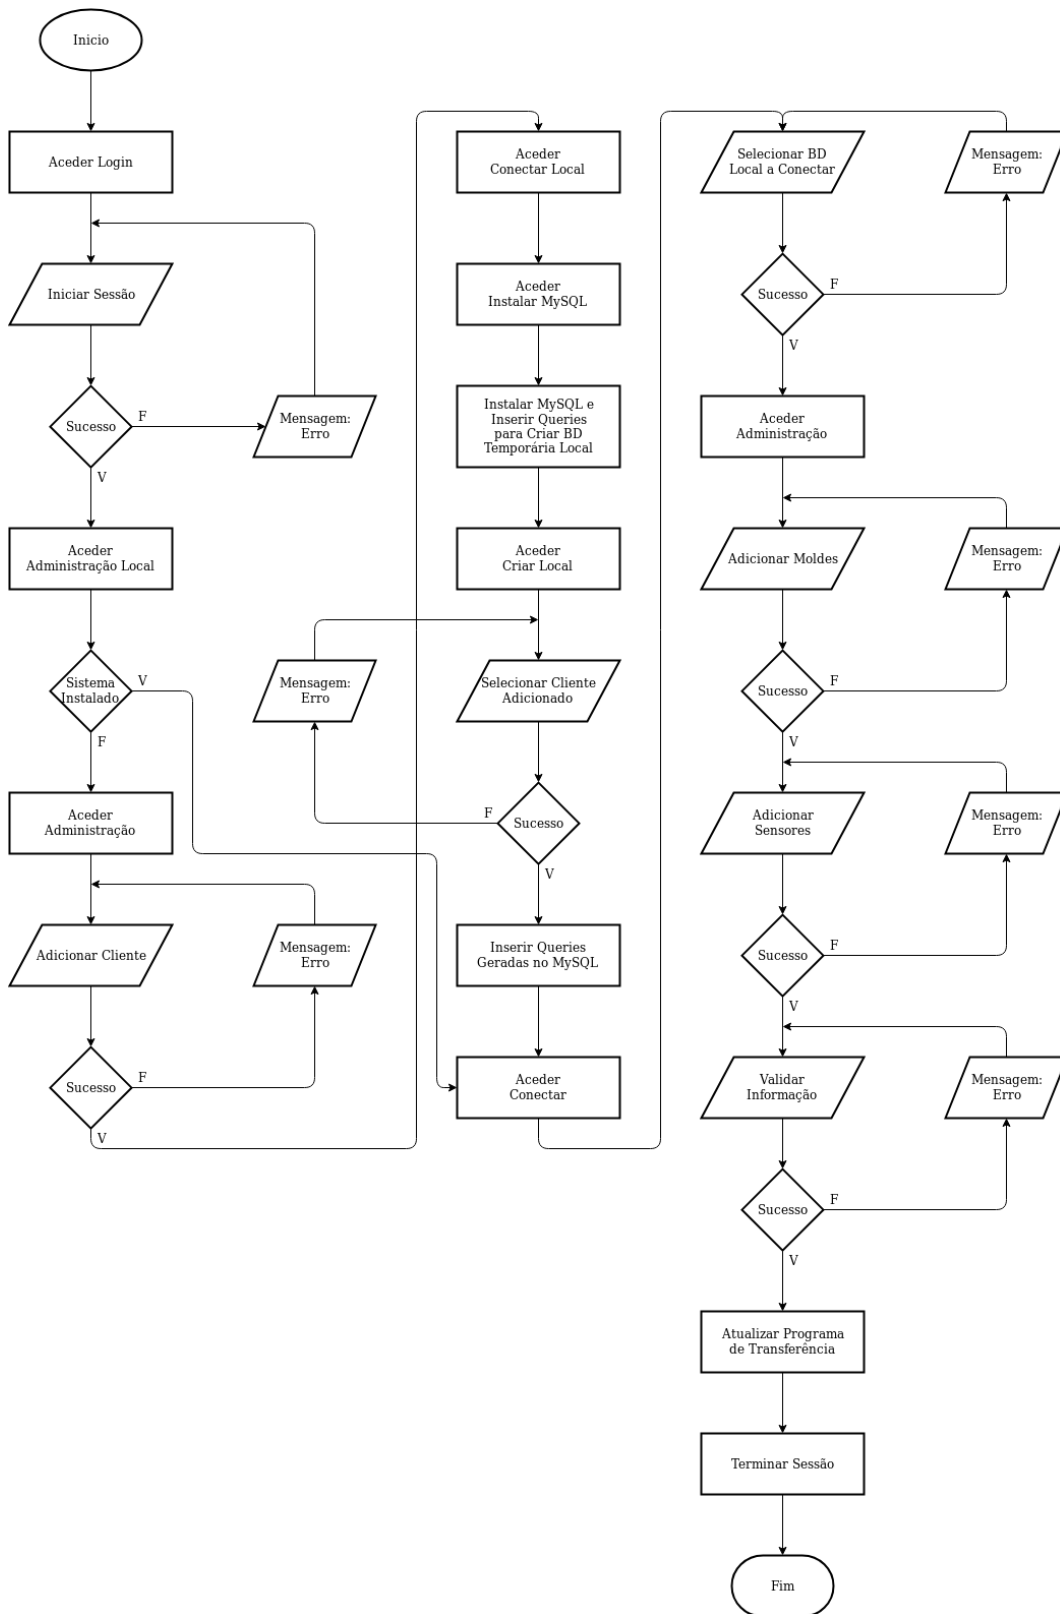 Inicio
Aceder Login
Iniciar Sessão
Sucesso
F
V
Mensagem:
Erro
Aceder
Administração Local
Sistema
Instalado
V
F
Aceder
Administração
Adicionar Cliente
Mensagem:
Erro
Sucesso
F
V
Aceder
Conectar Local
Aceder
Instalar MySQL
Instalar MySQL e
Inserir Queries
para Criar BD
Temporária Local
Aceder
Criar Local
Mensagem:
Erro
Selecionar Cliente
Adicionado
F
Sucesso
V
Inserir Queries
Geradas no MySQL
Aceder
Conectar
Selecionar BD
Local a Conectar
Mensagem:
Erro
Sucesso
F
V
Aceder
Administração
Adicionar Moldes
Mensagem:
Erro
Sucesso
F
V
Adicionar
Sensores
Mensagem:
Erro
Sucesso
F
V
Validar
Informação
Mensagem:
Erro
Sucesso
F
V
Atualizar Programa
de Transferência
Terminar Sessão
Fim